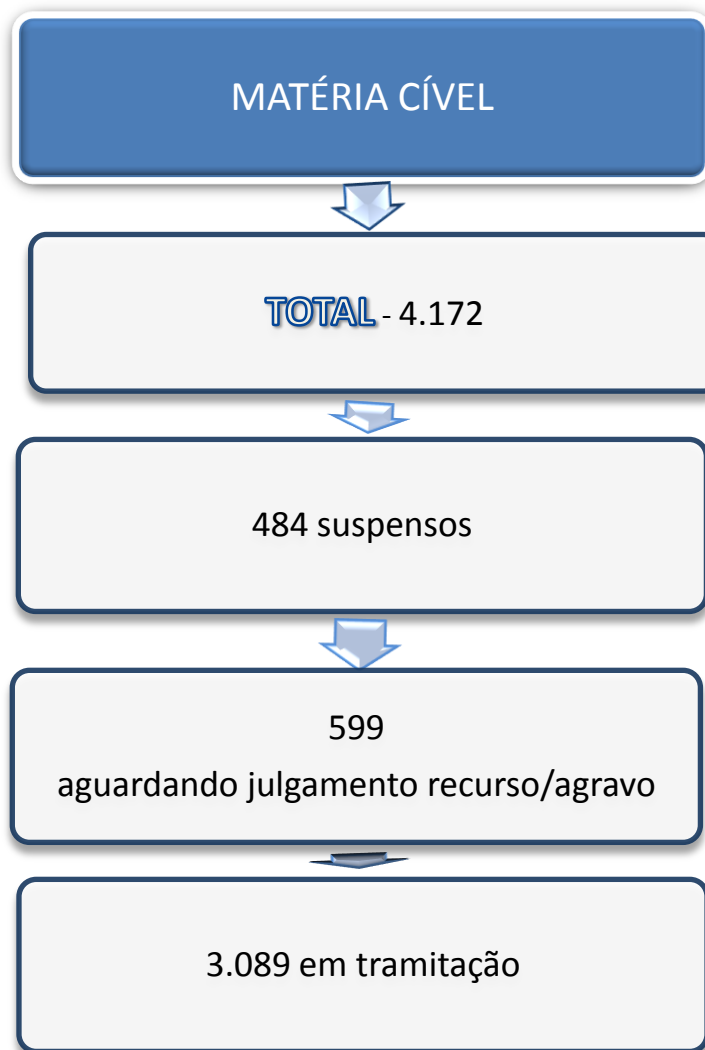 MATÉRIA CÍVEL
TOTAL - 4.172
484 suspensos
599
aguardando julgamento recurso/agravo
3.089 em tramitação